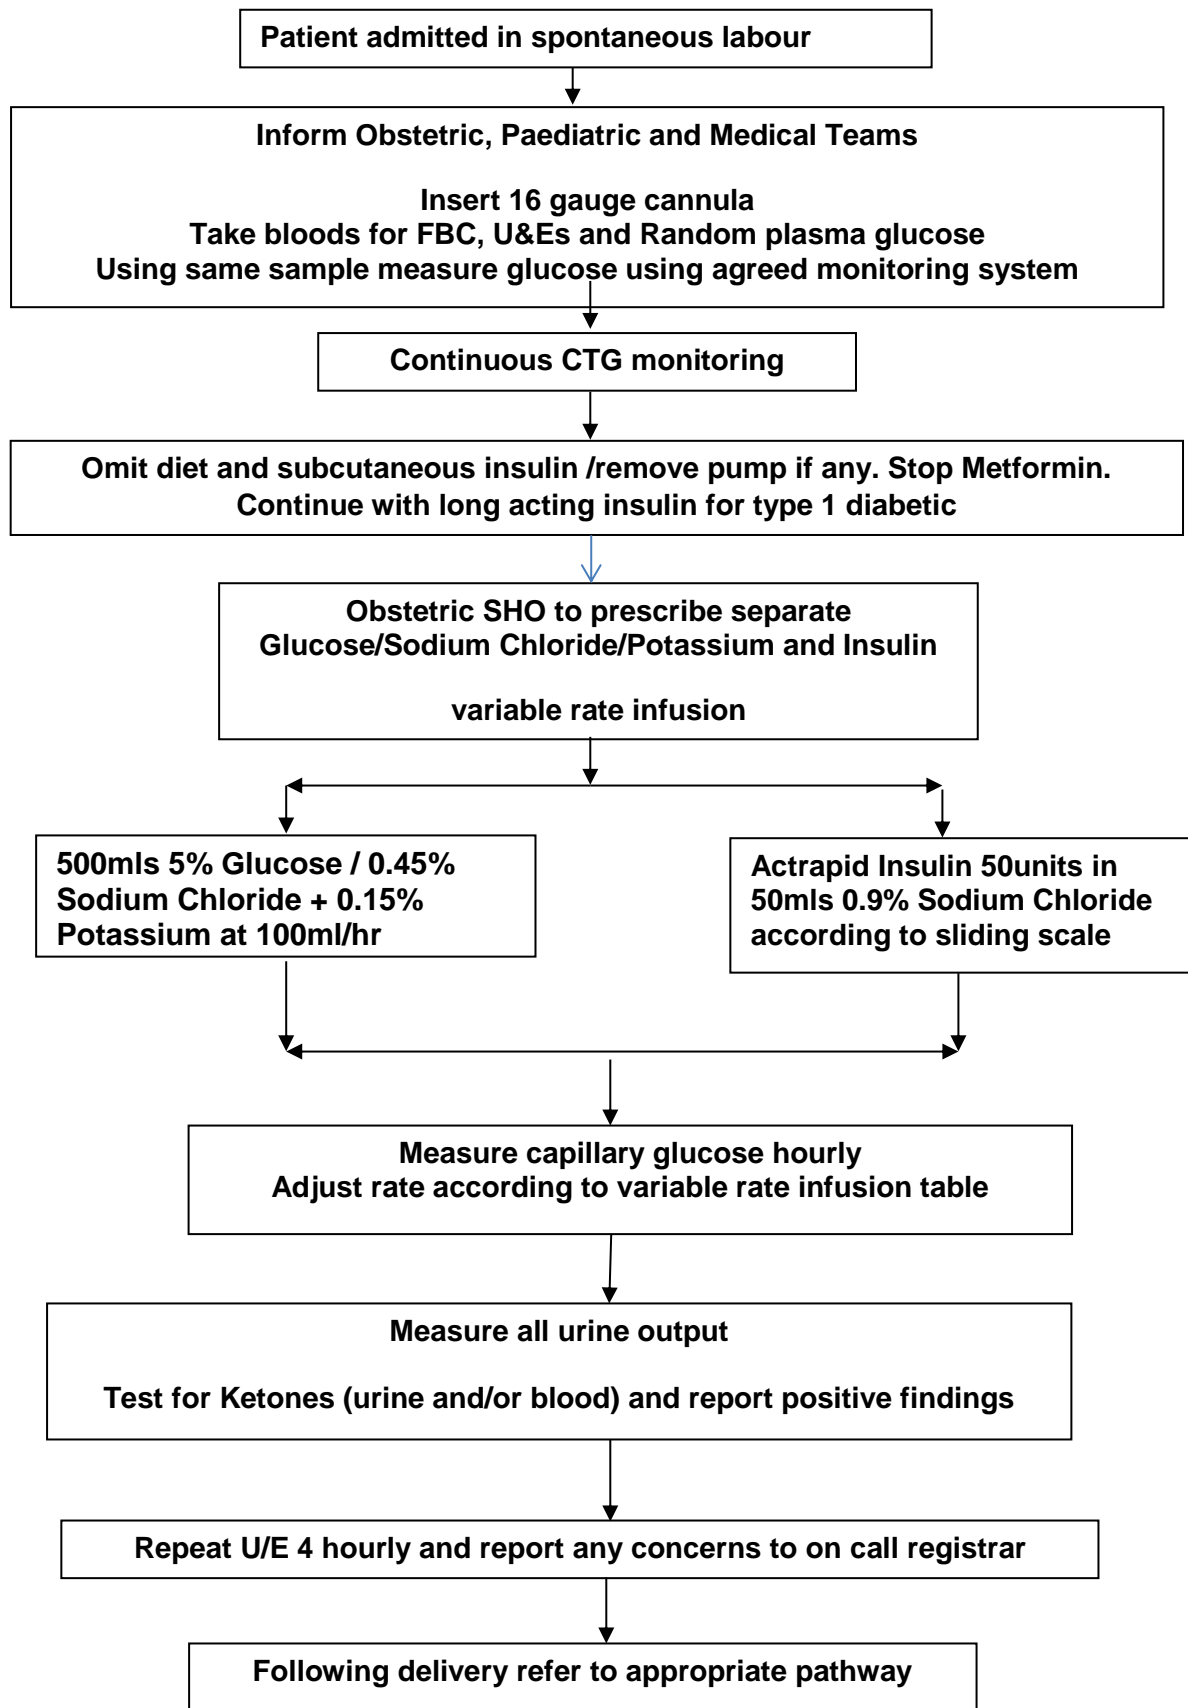 Patient admitted in spontaneous labour
Inform Obstetric, Paediatric and Medical Teams
Insert 16 gauge cannula
Take bloods for FBC, U&Es and Random plasma glucose
Using same sample measure glucose using agreed monitoring system
Continuous CTG monitoring
Omit diet and subcutaneous insulin /remove pump if any. Stop Metformin.
Continue with long acting insulin for type 1 diabetic
Obstetric SHO to prescribe separate
Glucose/Sodium Chloride/Potassium and Insulin
variable rate infusion
500mls 5% Glucose / 0.45%
Sodium Chloride + 0.15%
Potassium at 100ml/hr
Actrapid Insulin 50units in
50mls 0.9% Sodium Chloride
according to sliding scale
Measure capillary glucose hourly
Adjust rate according to variable rate infusion table
Measure all urine output
Test for Ketones (urine and/or blood) and report positive findings
Repeat U/E 4 hourly and report any concerns to on call registrar
Following delivery refer to appropriate pathway